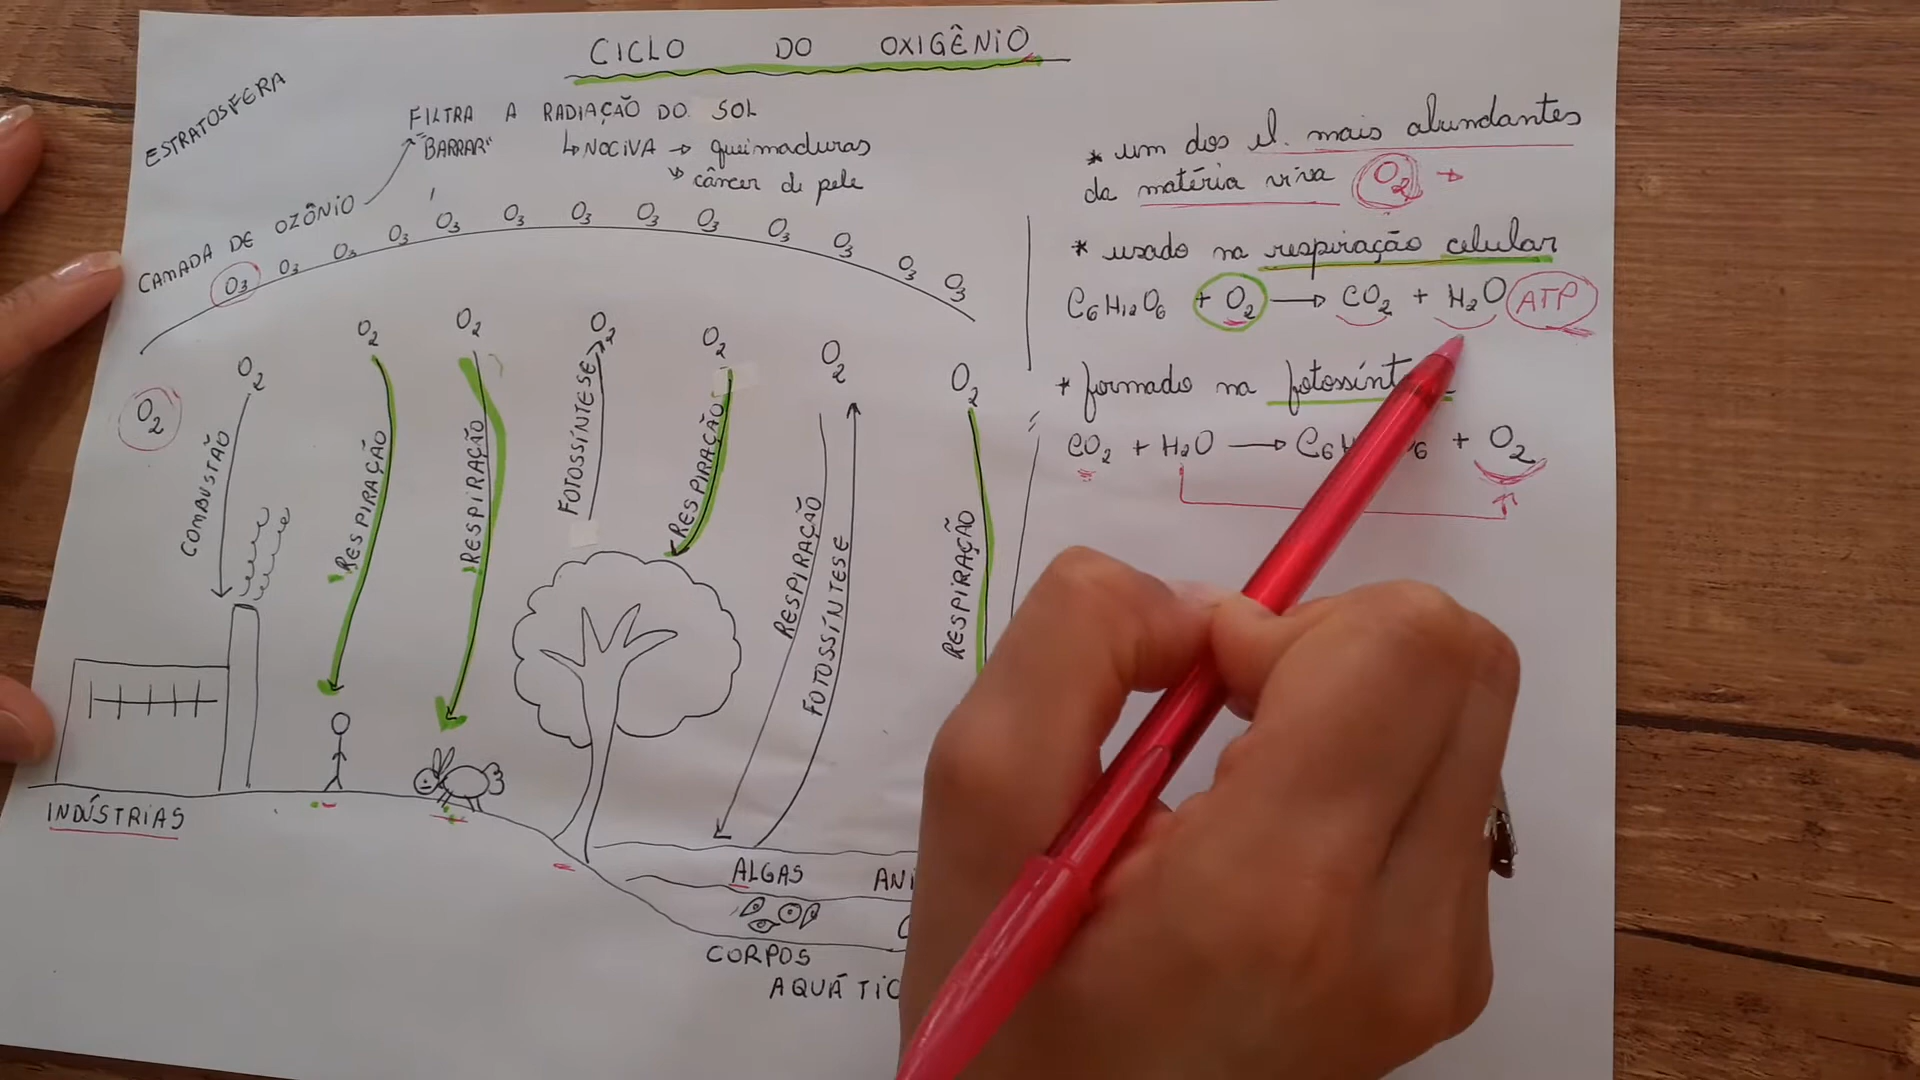 CICLO DO OXIGÊNIO
ESTRATOSFERA
FILTRA A RADIAÇÃO DO SOL
"BARRAR"
↳ NOCIVA → queimaduras
↳ câncer de pele
CAMADA DE OZÔNIO
O3 O3 O3 O3 O3 O3 O3 O3 O3 O3 O3 O3 O3
O2 O2 O2 O2 O2 O2 O2 O2
O2
COMBUSTÃO
RESPIRAÇÃO
RESPIRAÇÃO
FOTOSSÍNTESE
RESPIRAÇÃO
RESPIRAÇÃO
FOTOSSÍNTESE
RESPIRAÇÃO
INDÚSTRIAS
ALGAS
CORPOS
* um dos el. mais abundantes
da matéria viva O2 →
* usado na respiração celular
C6H12O6 + O2 → CO2 + H2O ATP
* formado na
CO2 + H2O → + O2